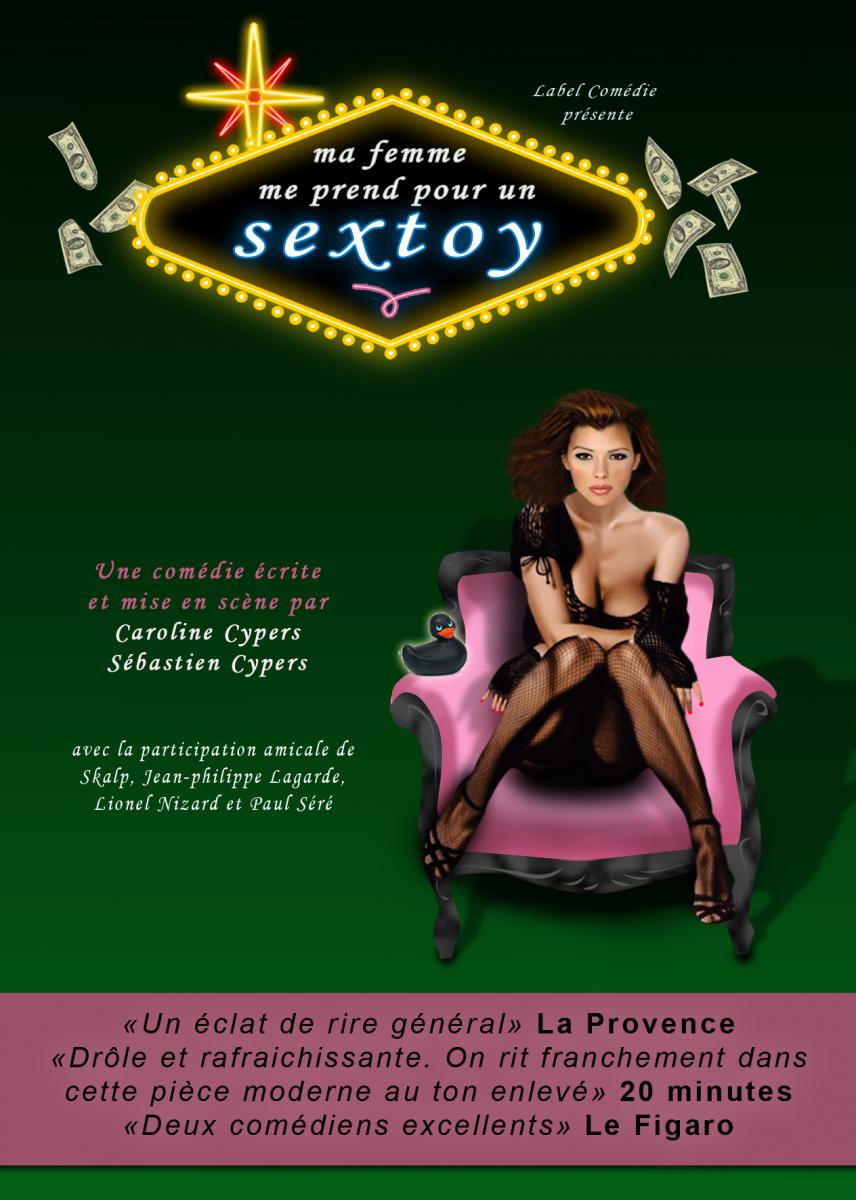 Label Comédie
présente
ma femme
me prend pour un
sextoy
Une comédie écrite
et mise en scène par
Caroline Cypers
Sébastien Cypers
avec la participation amicale de
Skalp, Jean-philippe Lagarde,
Lionel Nizard et Paul Séré
«Un éclat de rire général» La Provence
«Drôle et rafraichissante. On rit franchement dans
cette pièce moderne au ton enlevé» 20 minutes
«Deux comédiens excellents» Le Figaro